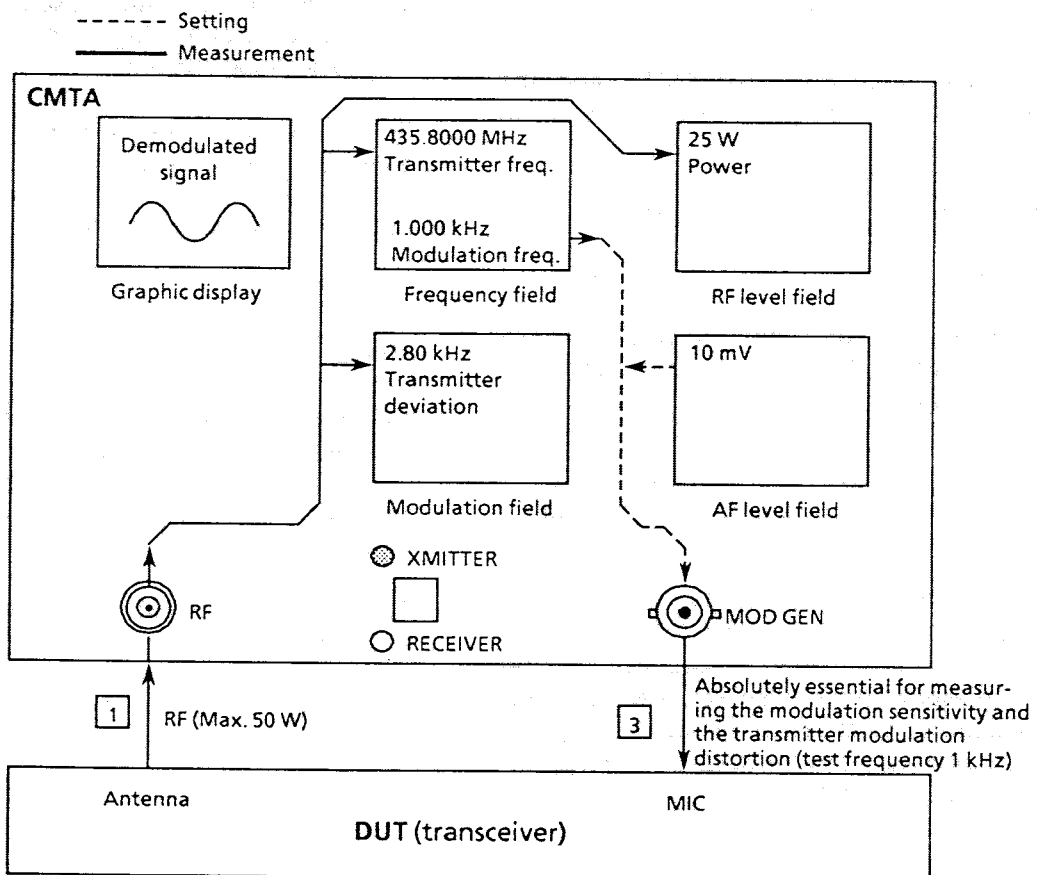 Setting
Measurement
CMTA
Demodulated
signal
Graphic display
435.8000 MHz
Transmitter freq.
1.000 kHz
Modulation freq.
Frequency field
25 W
Power
RF level field
2.80 kHz
Transmitter
deviation
Modulation field
10 mV
AF level field
XMITTER
RECEIVER
RF
MOD GEN
1
RF (Max. 50 W)
3
Absolutely essential for measur-
ing the modulation sensitivity and
the transmitter modulation
distortion (test frequency 1 kHz)
Antenna
MIC
DUT (transceiver)